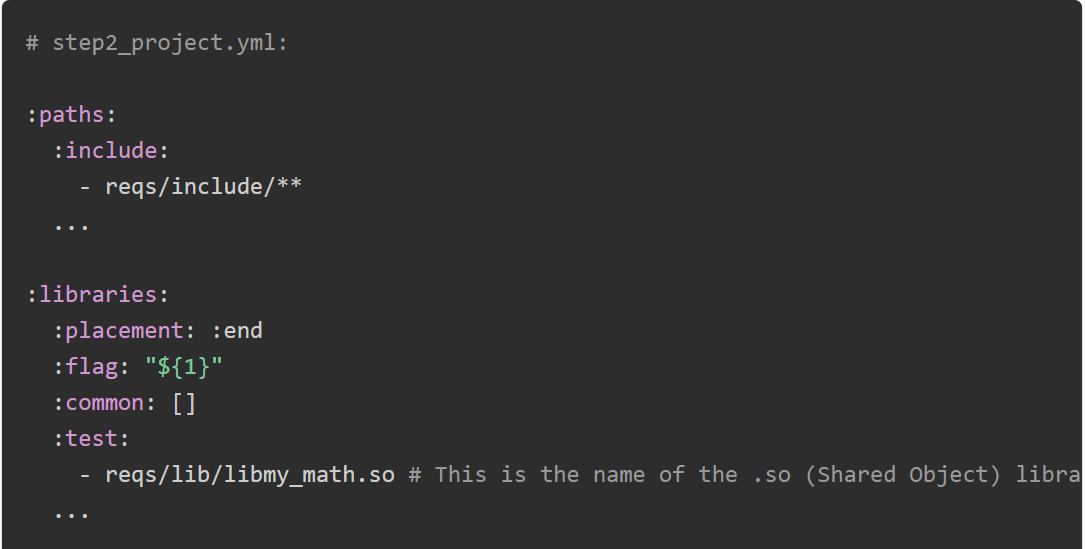 # step2_project.yml:
:paths:
  :include:
    - reqs/include/**
  ...
:libraries:
  :placement: :end
  :flag: "${1}"
  :common: []
  :test:
    - reqs/lib/libmy_math.so # This is the name of the .so (Shared Object) libra
  ...